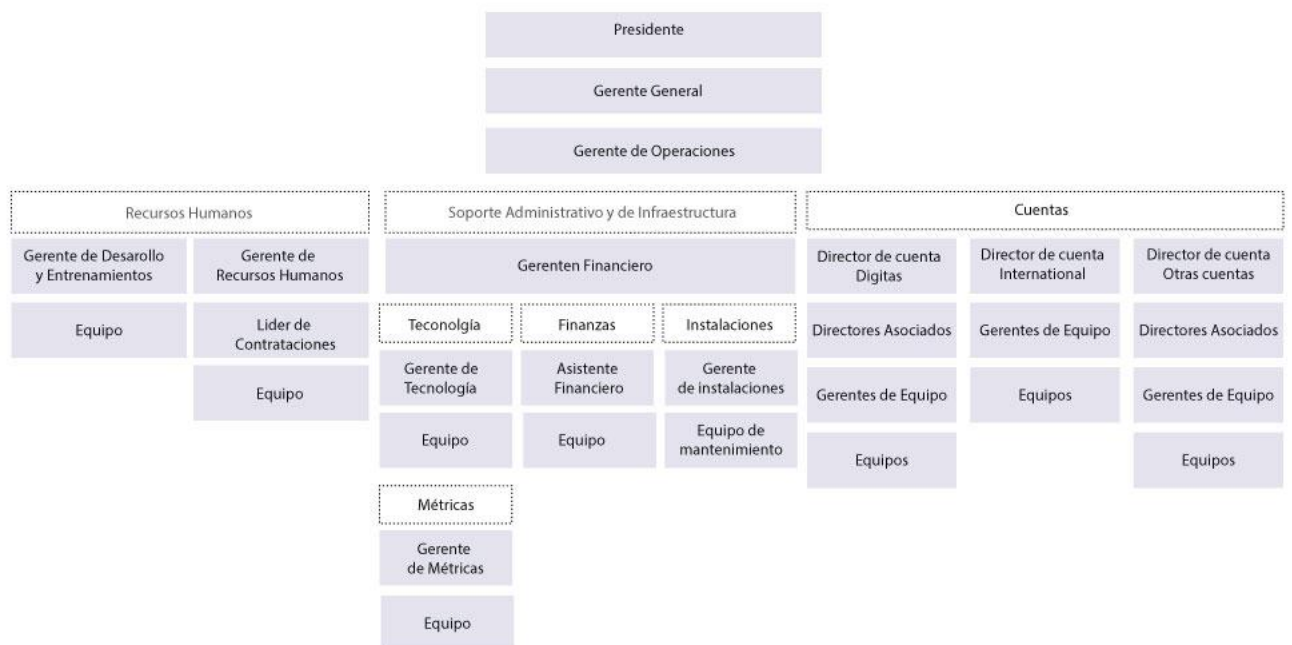 Presidente
Gerente General
Gerente de Operaciones
Recursos Humanos
Soporte Administrativo y de Infraestructura
Cuentas
Gerente de Desarollo
y Entrenamientos
Gerente de
Recursos Humanos
Gerenten Financiero
Director de cuenta
Digitas
Director de cuenta
International
Director de cuenta
Otras cuentas
Equipo
Lider de
Contrataciones
Equipo
Teconolgía
Finanzas
Instalaciones
Gerente de
Tecnología
Asistente
Financiero
Gerente
de instalaciones
Equipo
Equipo
Equipo de
mantenimiento
Métricas
Gerente
de Métricas
Equipo
Directores Asociados
Gerentes de Equipo
Directores Asociados
Gerentes de Equipo
Equipos
Gerentes de Equipo
Equipos
Equipos